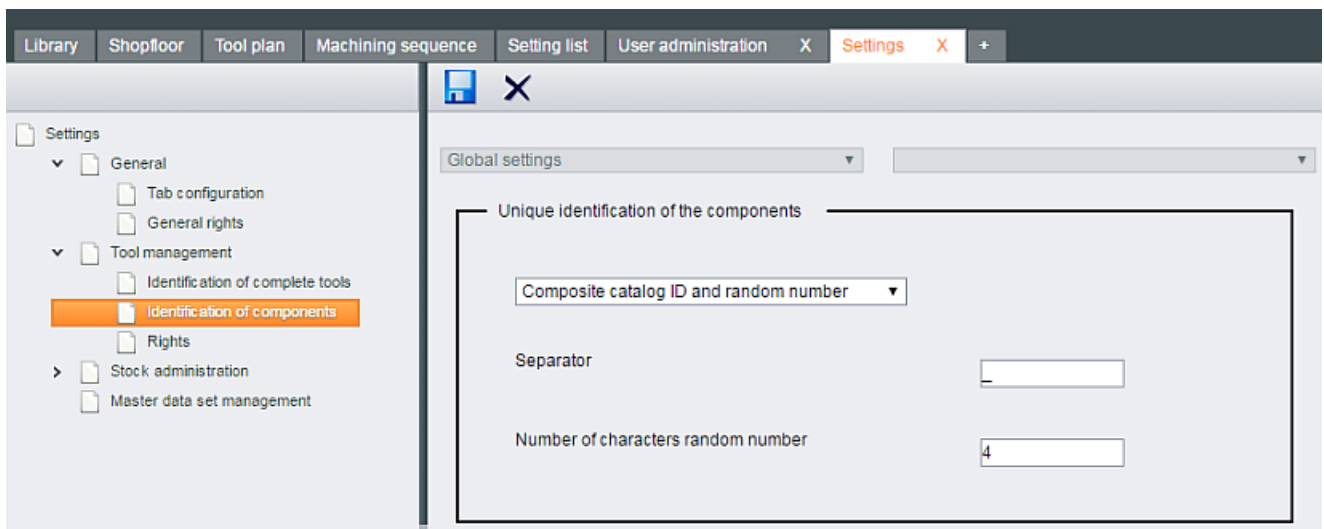 Library Shopfloor Tool plan Machining sequence Setting list User administration X Settings X +
Settings
General
Tab configuration
General rights
Tool management
Identification of complete tools
Identification of components
Rights
Stock administration
Master data set management
Global settings
Unique identification of the components
Composite catalog ID and random number
Separator
_
Number of characters random number
4